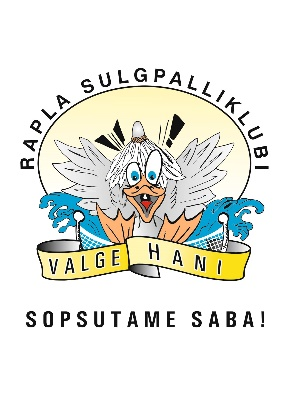 RAPLA SULGPALLIKLUBI
VALGE HANI
SOPSUTAME SABA!